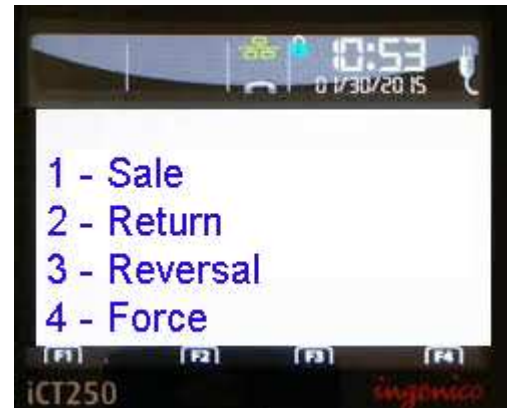 10:53
01/30/2015
1 - Sale
2 - Return
3 - Reversal
4 - Force
F1 F2 F3 F4
iCT250 ingenico